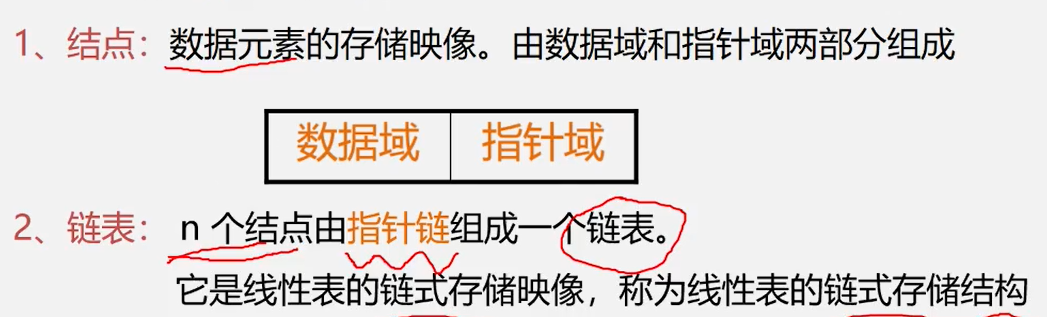 1、结点：数据元素的存储映像。由数据域和指针域两部分组成
数据域 指针域
2、链表： n 个结点由指针链组成一个链表。
它是线性表的链式存储映像，称为线性表的链式存储结构